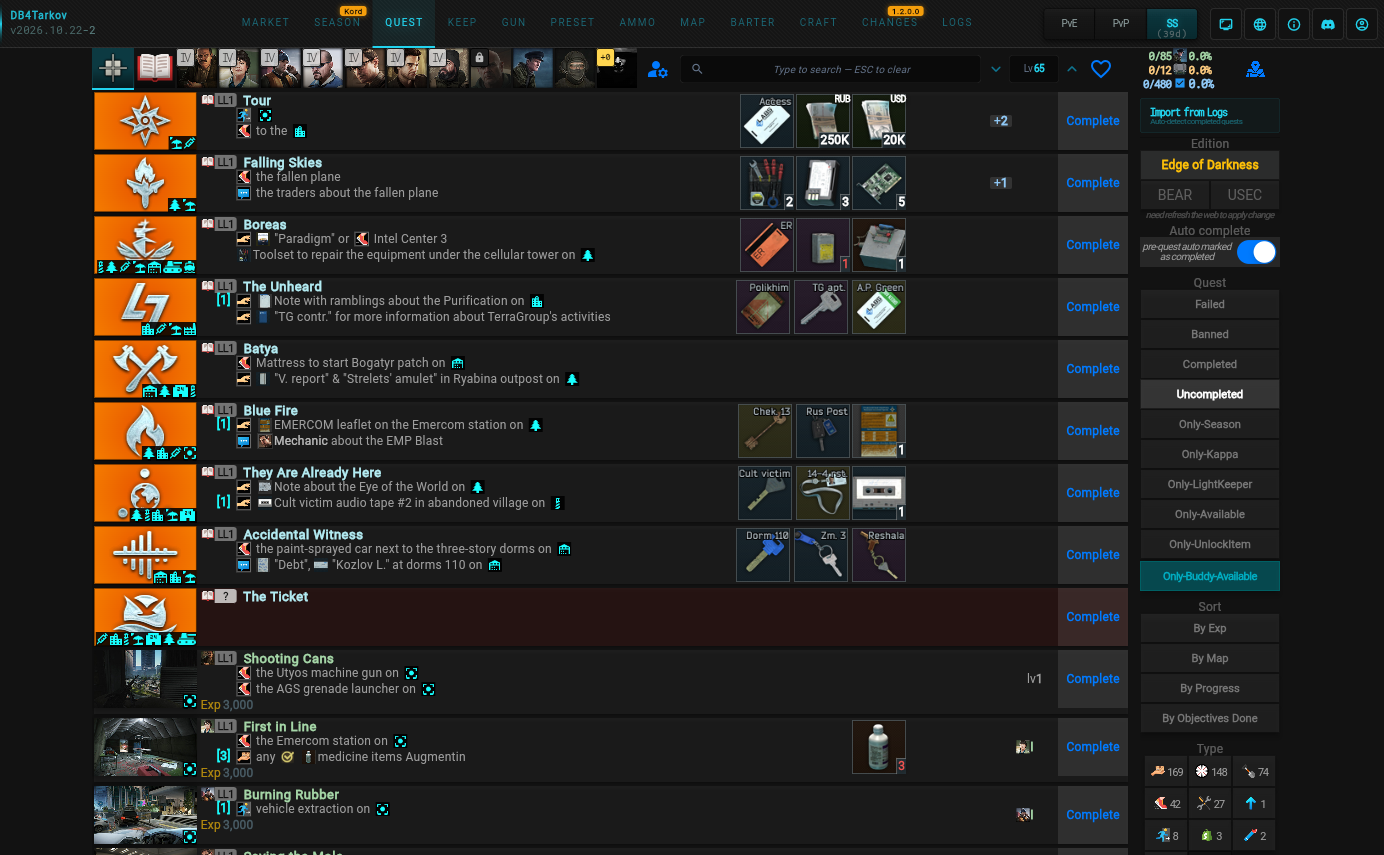 DB4Tarkov
v2026.10.22-2
MARKET
SEASON
Kord
QUEST
KEEP
GUN
PRESET
AMMO
MAP
BARTER
CRAFT
CHANGES
1.2.0.0
LOGS
PvE
PvP
SS
(39d)
IV IV IV IV IV IV IV
+0
Type to search — ESC to clear
Lv65
0/85 0.0%
0/12 0.0%
0/480 0.0%
LL1 Tour
to the
Access
RUB
250K
USD
20K
+2
Complete
LL1 Falling Skies
the fallen plane
the traders about the fallen plane
2
3
5
+1
Complete
LL1 Boreas
"Paradigm" or Intel Center 3
Toolset to repair the equipment under the cellular tower on
ER
1
1
Complete
LL1 The Unheard
[1] Note with ramblings about the Purification on
"TG contr." for more information about TerraGroup's activities
Polikhim
TG apt.
A.P. Green
Complete
LL1 Batya
Mattress to start Bogatyr patch on
"V. report" & "Strelets' amulet" in Ryabina outpost on
Complete
LL1 Blue Fire
[1] EMERCOM leaflet on the Emercom station on
Mechanic about the EMP Blast
Chek.13
Rus Post
1
Complete
LL1 They Are Already Here
Note about the Eye of the World on
[1] Cult victim audio tape #2 in abandoned village on
Cult victim
1
Complete
LL1 Accidental Witness
the paint-sprayed car next to the three-story dorms on
"Debt", "Kozlov L." at dorms 110 on
Dorm 110
Zm. 3
Reshala
Complete
? The Ticket
Complete
LL1 Shooting Cans
the Utyos machine gun on
the AGS grenade launcher on
Exp 3,000
lv1
Complete
LL1 First in Line
the Emercom station on
[3] any medicine items Augmentin
Exp 3,000
3
Complete
LL1 Burning Rubber
[1] vehicle extraction on
Exp 3,000
Complete
Import from Logs
Auto-detect completed quests
Edition
Edge of Darkness
BEAR
USEC
need refresh the web to apply change
Auto complete
pre-quest auto marked
as completed
Quest
Failed
Banned
Completed
Uncompleted
Only-Season
Only-Kappa
Only-LightKeeper
Only-Available
Only-UnlockItem
Only-Buddy-Available
Sort
By Exp
By Map
By Progress
By Objectives Done
Type
169 148 74
42 27 1
8 3 2